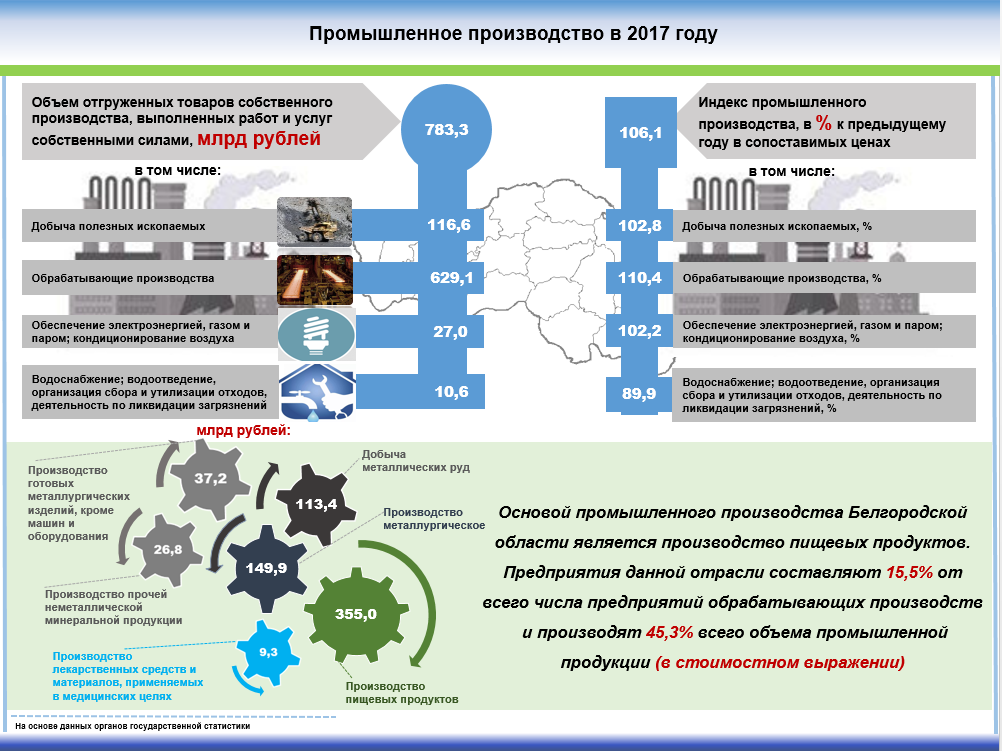 Промышленное производство в 2017 году
Объем отгруженных товаров собственного
производства, выполненных работ и услуг
собственными силами, млрд рублей
783,3
106,1
Индекс промышленного
производства, в % к предыдущему
году в сопоставимых ценах
в том числе:
в том числе:
Добыча полезных ископаемых
116,6
102,8
Добыча полезных ископаемых, %
Обрабатывающие производства
629,1
110,4
Обрабатывающие производства, %
Обеспечение электроэнергией, газом и
паром; кондиционирование воздуха
27,0
102,2
Обеспечение электроэнергией, газом и паром;
кондиционирование воздуха, %
Водоснабжение; водоотведение,
организация сбора и утилизации отходов,
деятельность по ликвидации загрязнений
10,6
89,9
Водоснабжение; водоотведение, организация
сбора и утилизации отходов, деятельность по
ликвидации загрязнений, %
млрд рублей:
Производство
готовых
металлургических
изделий, кроме
машин и
оборудования
37,2
Добыча
металлических руд
113,4
Производство
металлургическое
149,9
26,8
Производство прочей
неметаллической
минеральной продукции
355,0
Производство
пищевых продуктов
9,3
Производство
лекарственных средств и
материалов, применяемых
в медицинских целях
Основой промышленного производства Белгородской
области является производство пищевых продуктов.
Предприятия данной отрасли составляют 15,5% от
всего числа предприятий обрабатывающих производств
и производят 45,3% всего объема промышленной
продукции (в стоимостном выражении)
На основе данных органов государственной статистики